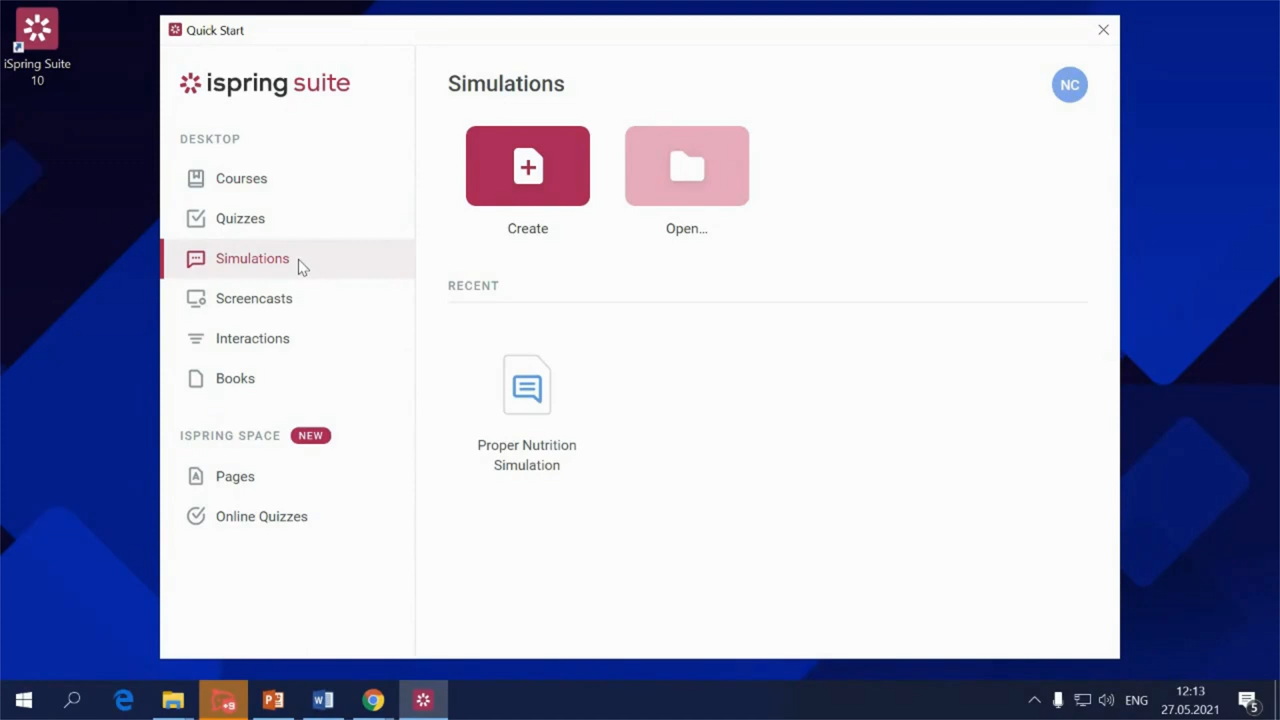 iSpring Suite
10
Quick Start
ispring suite
DESKTOP
Courses
Quizzes
Simulations
Screencasts
Interactions
Books
ISPRING SPACE NEW
Pages
Online Quizzes
Simulations
NC
Create
Open...
RECENT
Proper Nutrition
Simulation
+9
ENG
12:13
27.05.2021
5